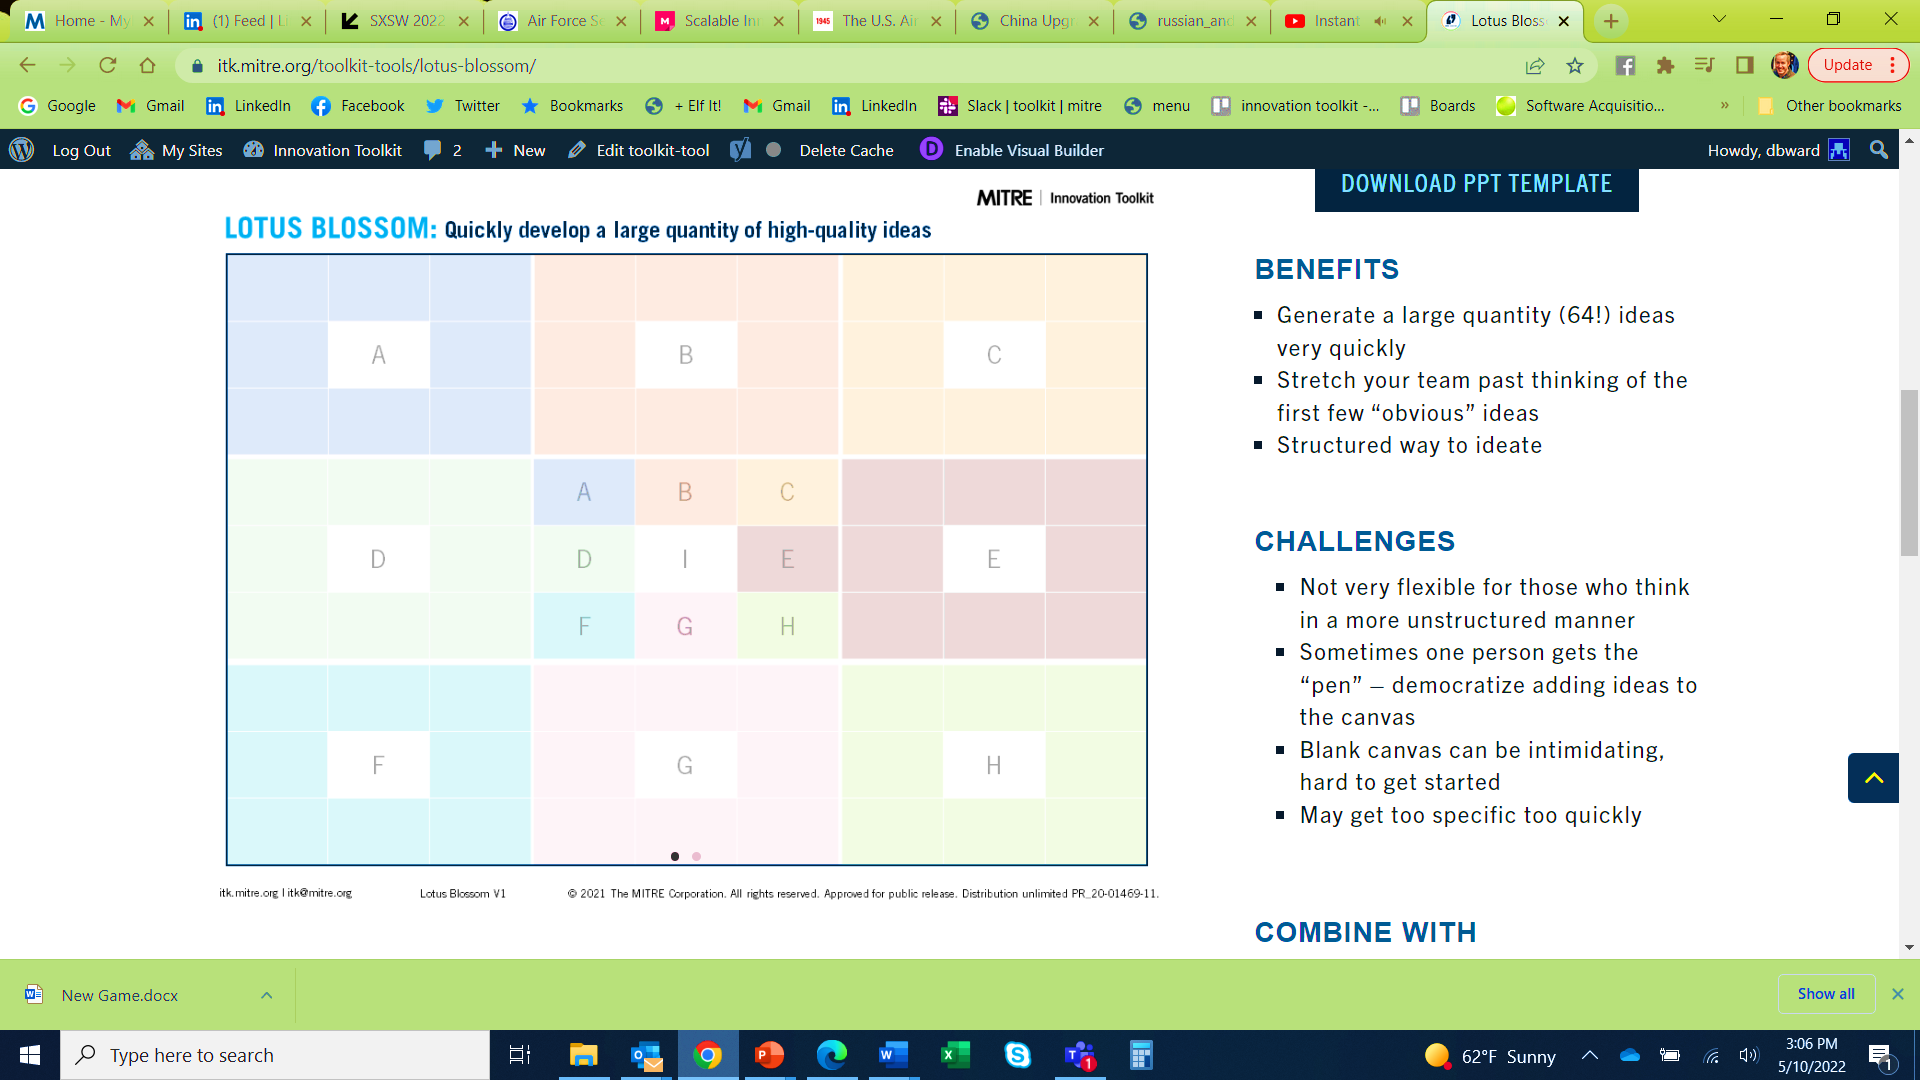 Home - My
(1) Feed | Li
SXSW 2022
Air Force S
Scalable In
1945 The U.S. Ai
China Upg
russian_and
Instant
Lotus Bloss
itk.mitre.org/toolkit-tools/lotus-blossom/
Update
Google Gmail LinkedIn Facebook Twitter Bookmarks + Elf It! Gmail LinkedIn Slack | toolkit | mitre menu innovation toolkit -... Boards Software Acquisitio... » Other bookmarks
Log Out My Sites Innovation Toolkit 2 New Edit toolkit-tool Delete Cache D Enable Visual Builder Howdy, dbward
DOWNLOAD PPT TEMPLATE
MITRE | Innovation Toolkit
LOTUS BLOSSOM: Quickly develop a large quantity of high-quality ideas
A B C
A B C
D D I E E
F G H
F G H
itk.mitre.org | itk@mitre.org Lotus Blossom V1 © 2021 The MITRE Corporation. All rights reserved. Approved for public release. Distribution unlimited PR_20-01469-11.
BENEFITS
Generate a large quantity (64!) ideas
very quickly
Stretch your team past thinking of the
first few “obvious” ideas
Structured way to ideate
CHALLENGES
Not very flexible for those who think
in a more unstructured manner
Sometimes one person gets the
“pen” – democratize adding ideas to
the canvas
Blank canvas can be intimidating,
hard to get started
May get too specific too quickly
COMBINE WITH
New Game.docx
Show all
Type here to search
62°F Sunny
3:06 PM
5/10/2022
1
1